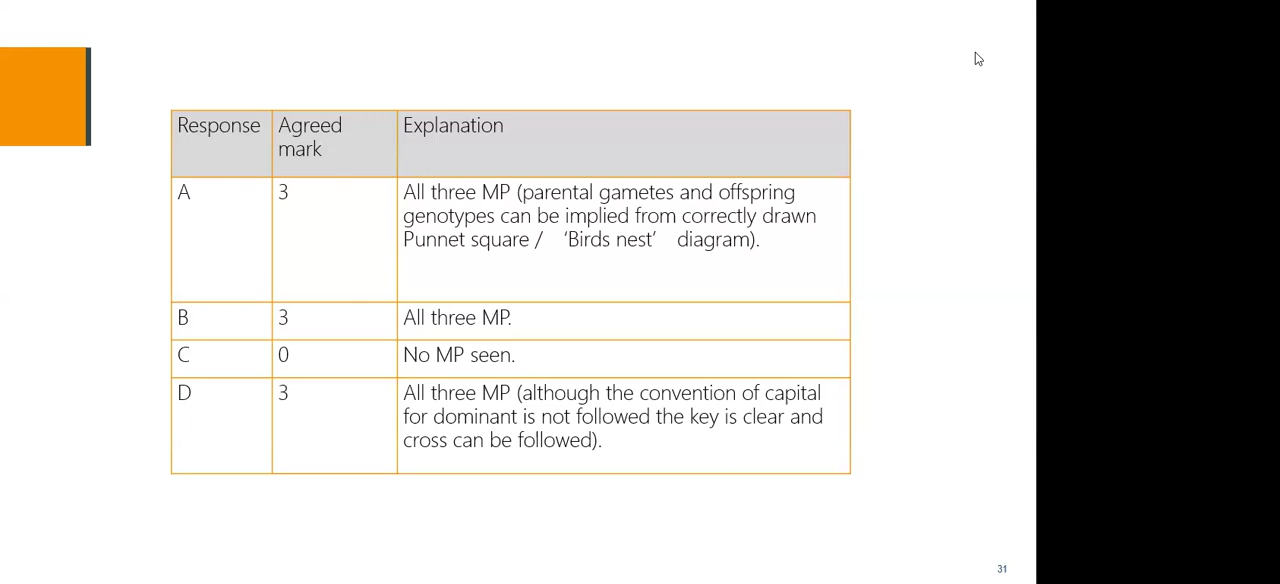 Response Agreed mark Explanation
A 3 All three MP (parental gametes and offspring
genotypes can be implied from correctly drawn
Punnet square / ‘Birds nest’ diagram).
B 3 All three MP.
C 0 No MP seen.
D 3 All three MP (although the convention of capital
for dominant is not followed the key is clear and
cross can be followed).
31